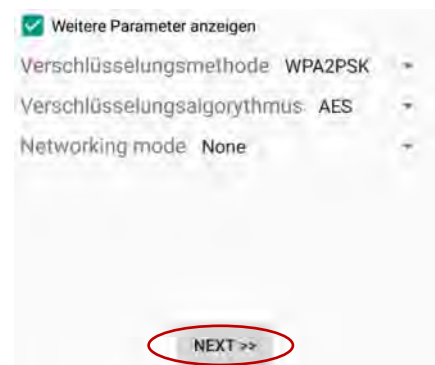 Weitere Parameter anzeigen
Verschlüsselungsmethode WPA2PSK
Verschlüsselungsalgorythmus AES
Networking mode None
NEXT >>